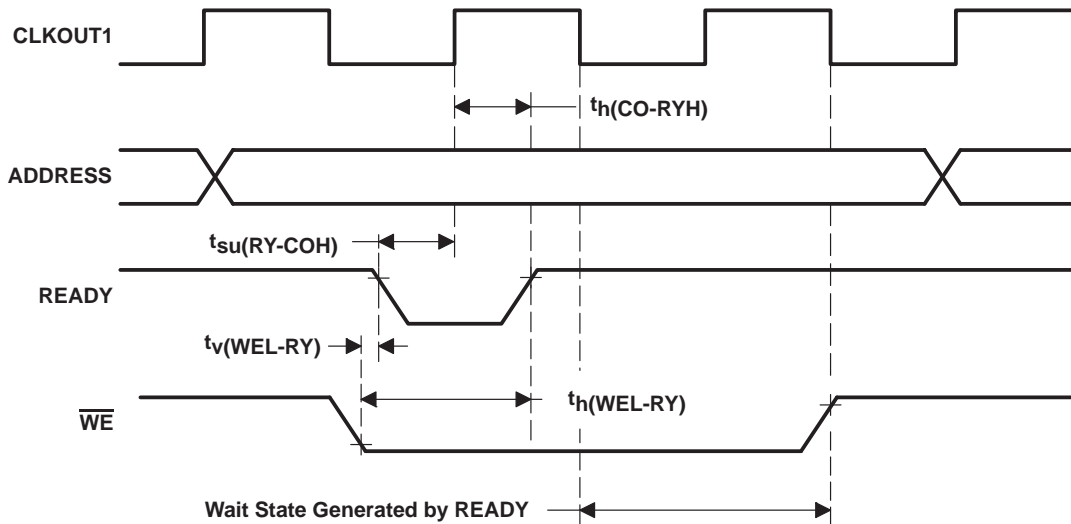 CLKOUT1
th(CO-RYH)
ADDRESS
tsu(RY-COH)
READY
tv(WEL-RY)
th(WEL-RY)
WE
Wait State Generated by READY